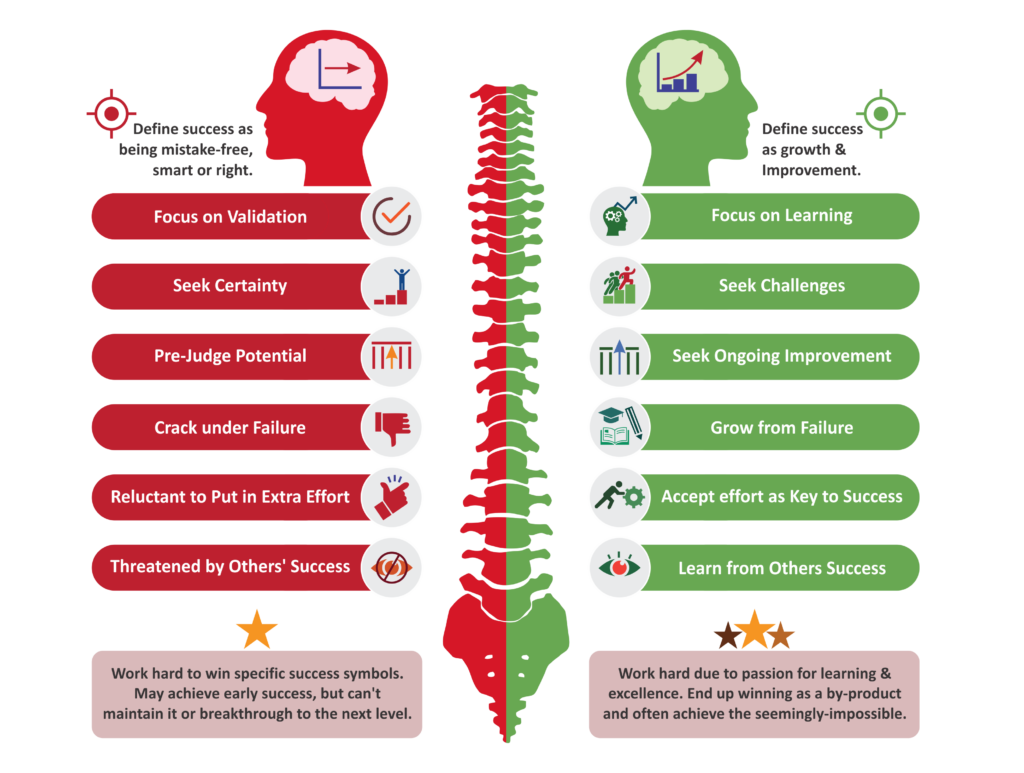 Define success as
being mistake-free,
smart or right.
Focus on Validation
Seek Certainty
Pre-Judge Potential
Crack under Failure
Reluctant to Put in Extra Effort
Threatened by Others' Success
Work hard to win specific success symbols.
May achieve early success, but can't
maintain it or breakthrough to the next level.
Define success
as growth &
Improvement.
Focus on Learning
Seek Challenges
Seek Ongoing Improvement
Grow from Failure
Accept effort as Key to Success
Learn from Others Success
Work hard due to passion for learning &
excellence. End up winning as a by-product
and often achieve the seemingly-impossible.